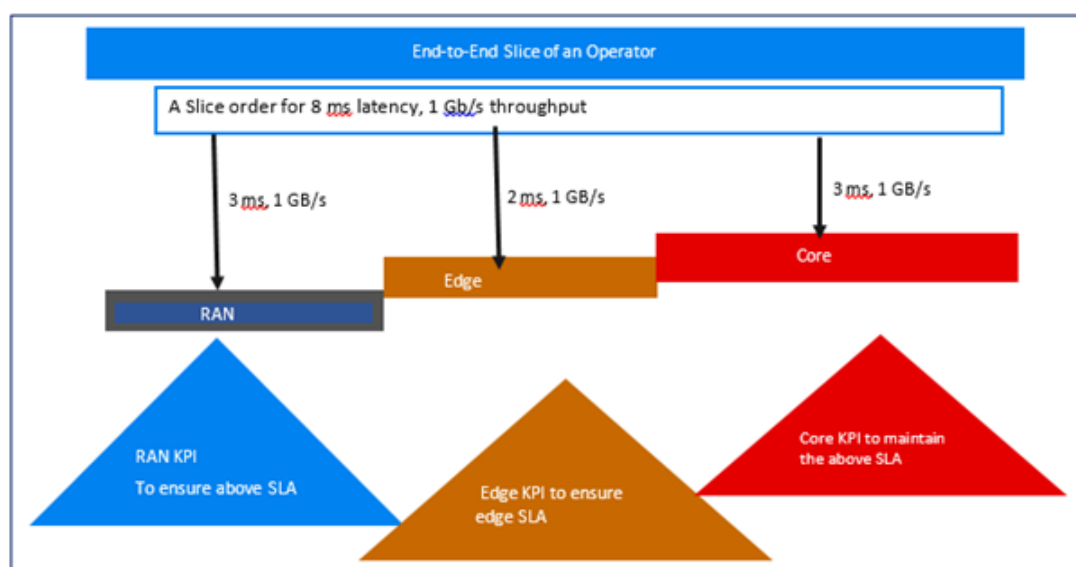 End-to-End Slice of an Operator
A Slice order for 8 ms latency, 1 Gb/s throughput
3 ms, 1 GB/s
2 ms, 1 GB/s
3 ms, 1 GB/s
Core
Edge
RAN
RAN KPI
To ensure above SLA
Edge KPI to ensure
edge SLA
Core KPI to maintain
the above SLA